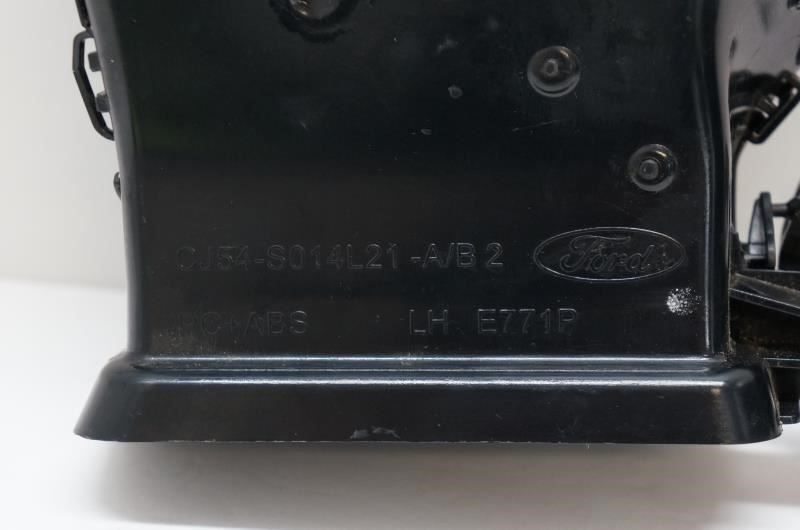 CJ54-S014L21-A/B 2 Ford
PC+ABS LH E771P